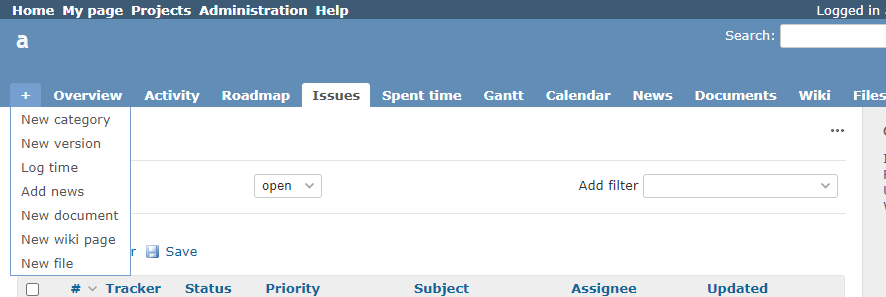 Home My page Projects Administration Help Logged in
a
Search:
+ Overview Activity Roadmap Issues Spent time Gantt Calendar News Documents Wiki Files
New category
New version
Log time
Add news
New document
New wiki page
New file
...
open Add filter
Save
# Tracker Status Priority Subject Assignee Updated